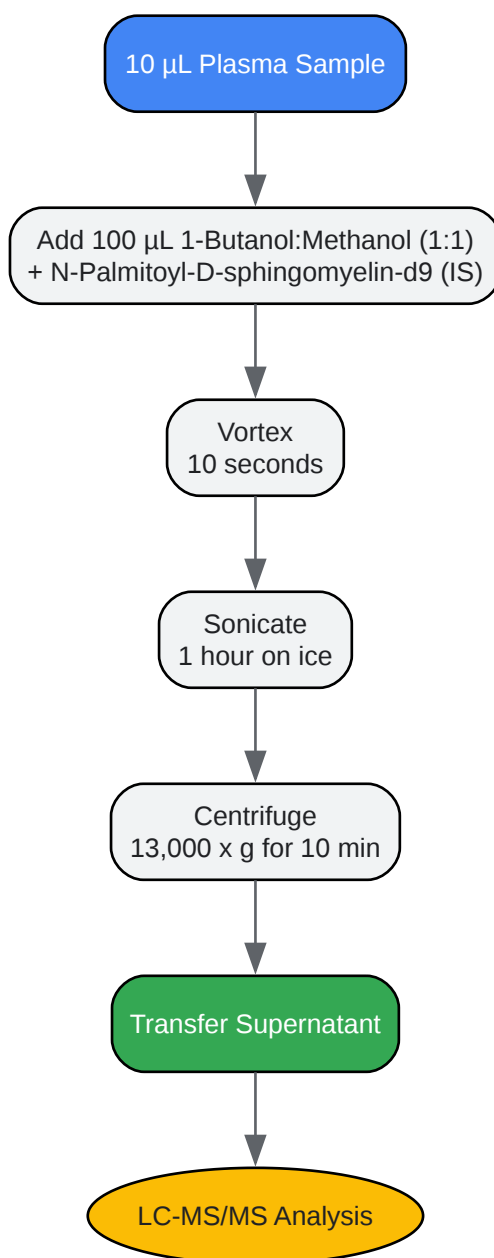 10 µL Plasma Sample
Add 100 µL 1-Butanol:Methanol (1:1)
+ N-Palmitoyl-D-sphingomyelin-d9 (IS)
Vortex
10 seconds
Sonicate
1 hour on ice
Centrifuge
13,000 x g for 10 min
Transfer Supernatant
LC-MS/MS Analysis